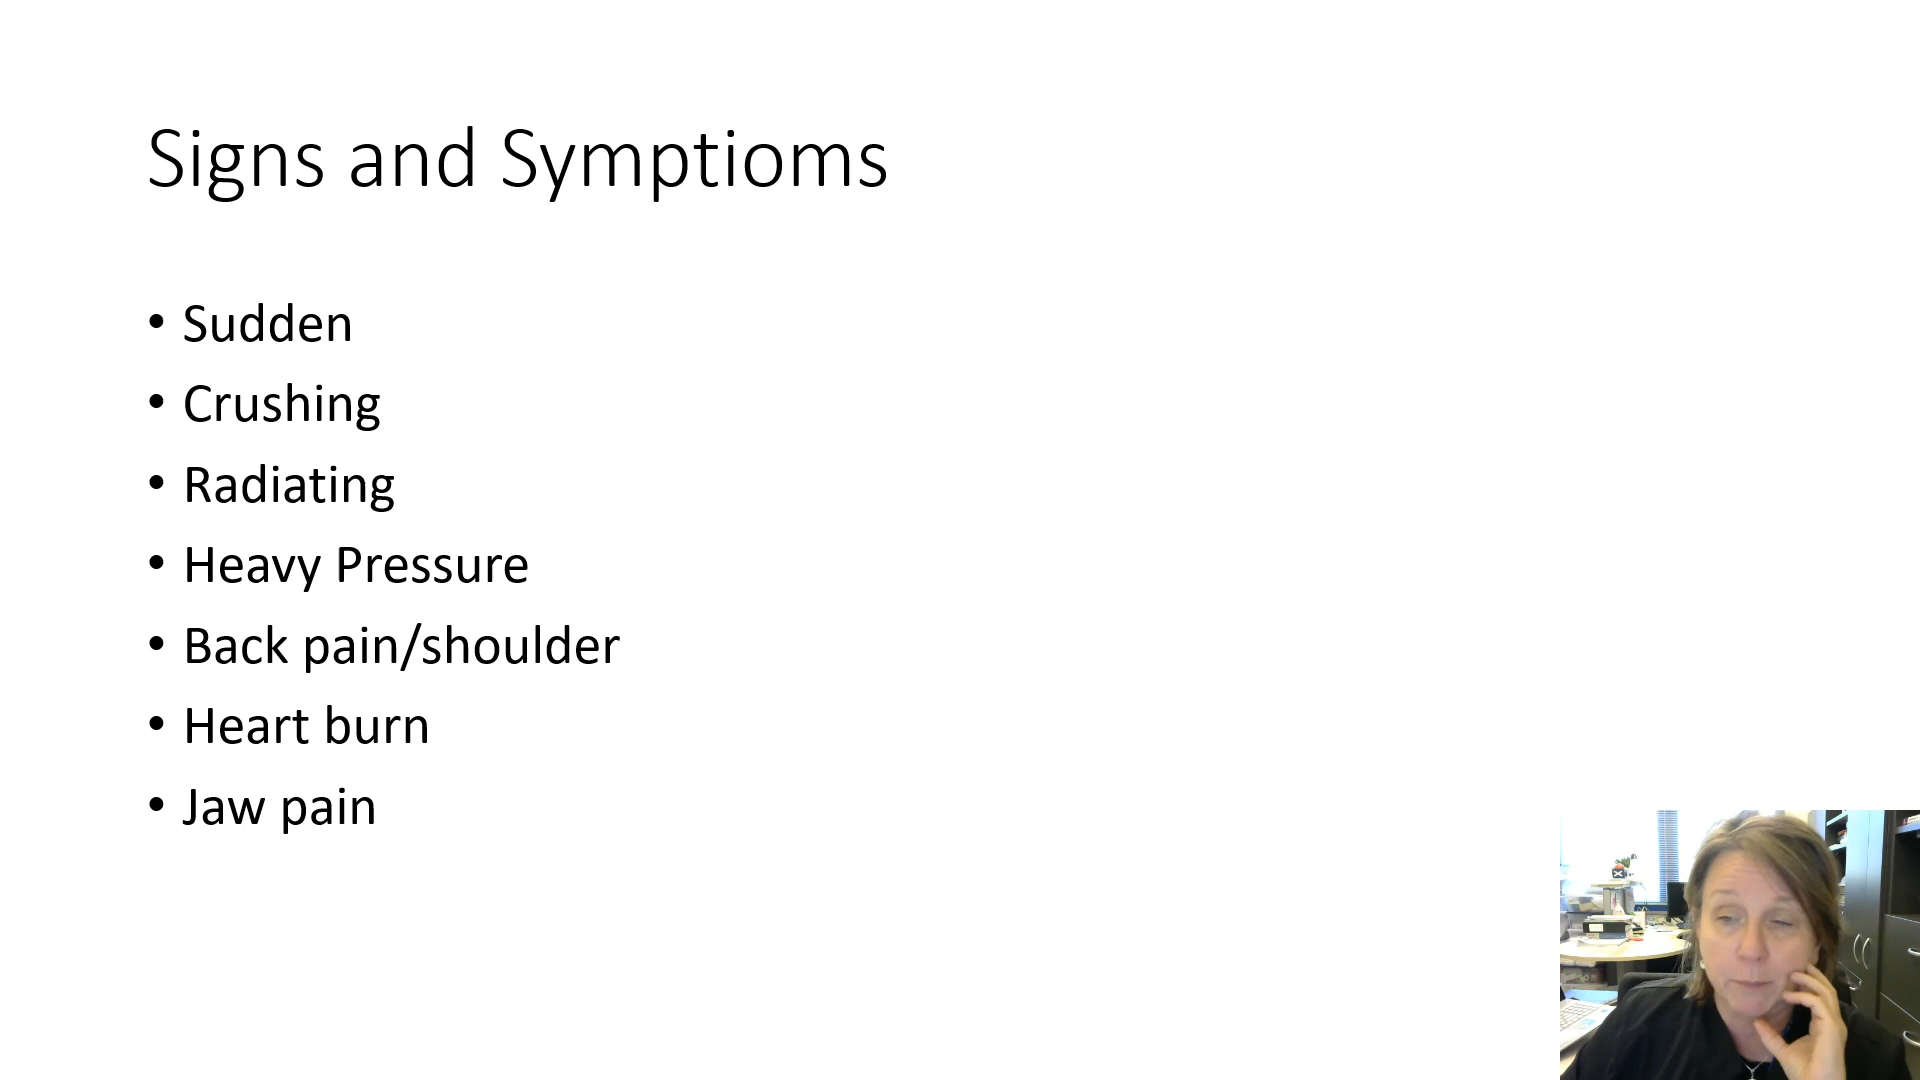 Signs and Symptioms
• Sudden
• Crushing
• Radiating
• Heavy Pressure
• Back pain/shoulder
• Heart burn
• Jaw pain